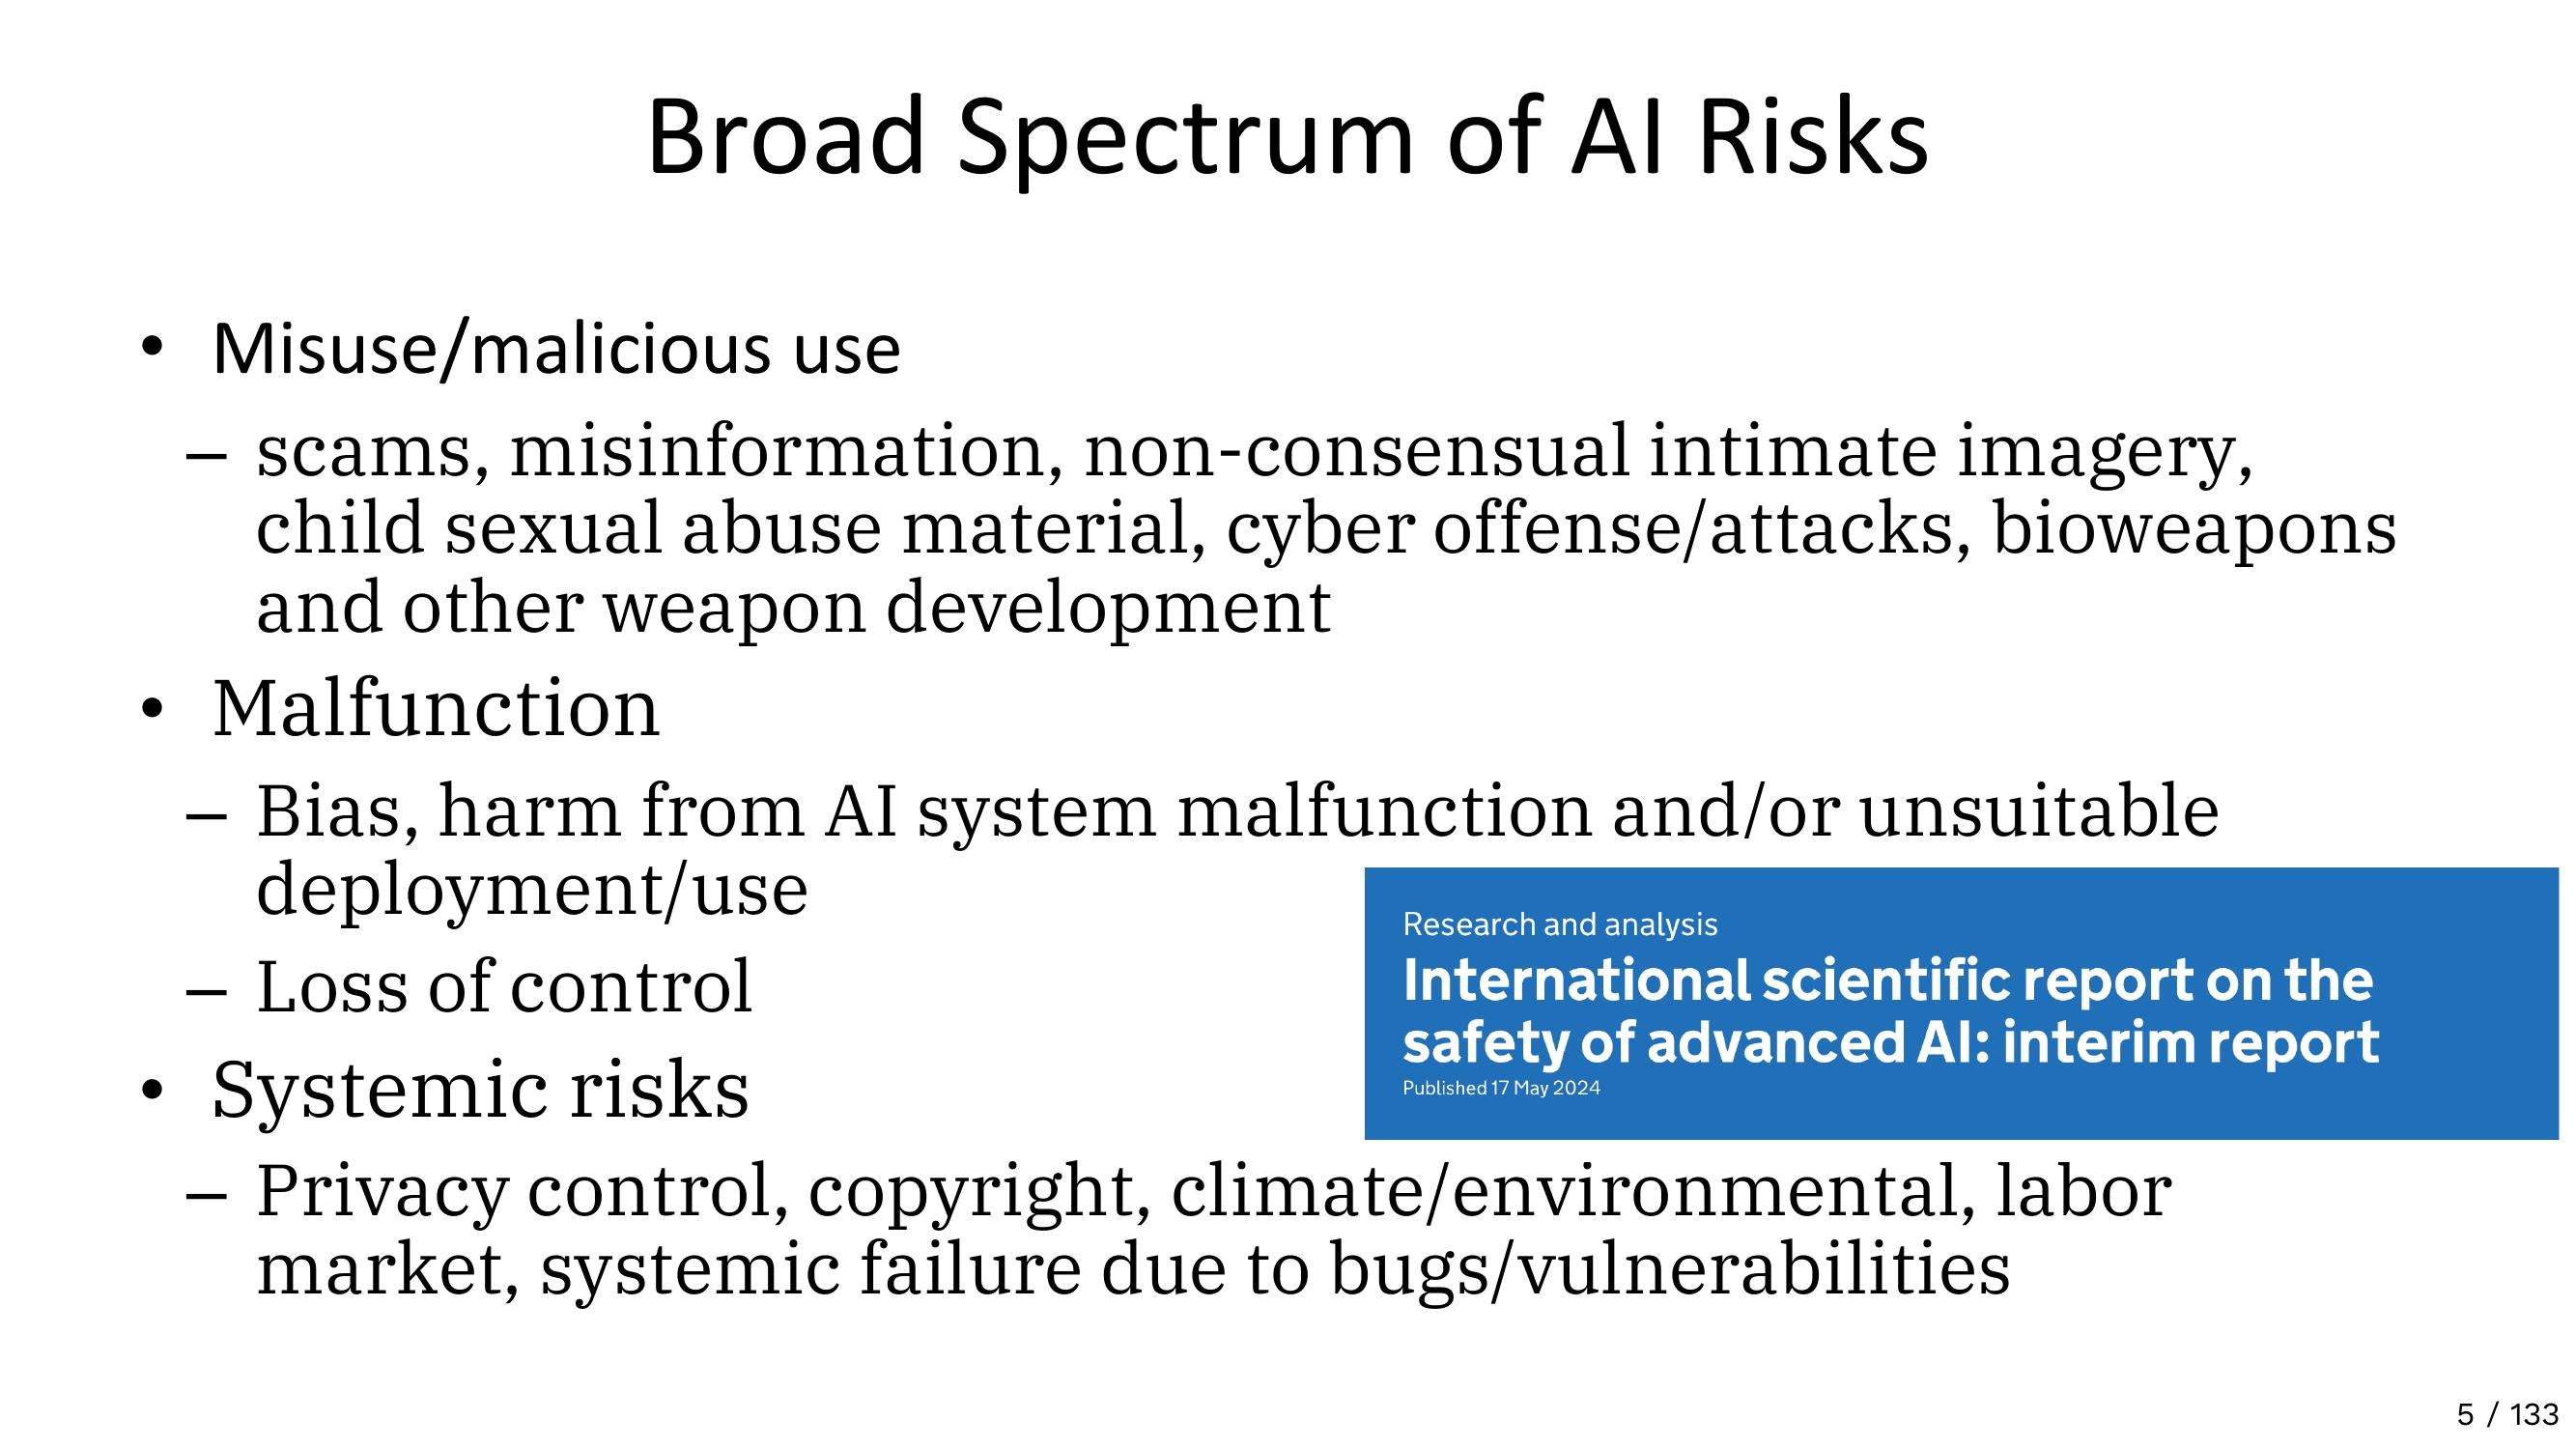 Broad Spectrum of AI Risks
• Misuse/malicious use
– scams, misinformation, non-consensual intimate imagery,
child sexual abuse material, cyber offense/attacks, bioweapons
and other weapon development
• Malfunction
– Bias, harm from AI system malfunction and/or unsuitable
deployment/use
– Loss of control
• Systemic risks
– Privacy control, copyright, climate/environmental, labor
market, systemic failure due to bugs/vulnerabilities
Research and analysis
International scientific report on the
safety of advanced AI: interim report
Published 17 May 2024
5 / 133